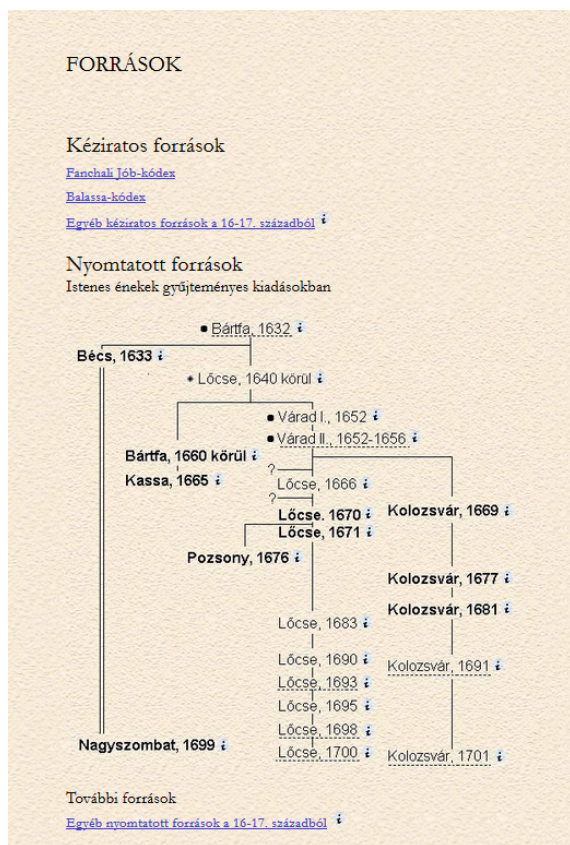 FORRÁSOK
Kéziratos források
Fanchali Jób-kódex
Balassa-kódex
Egyéb kéziratos források a 16-17. századból i
Nyomtatott források
Istenes énekek gyűjteményes kiadásokban
Bártfa, 1632 i
Bécs, 1633 i
Lőcse, 1640 körül i
Várad I., 1652 i
Várad II., 1652-1656 i
Bártfa, 1660 körül i
?
Kassa, 1665 i
Lőcse, 1666 i
?
Lőcse. 1670 i
Kolozsvár, 1669 i
Lőcse, 1671 i
Pozsony, 1676 i
Kolozsvár, 1677 i
Kolozsvár, 1681 i
Lőcse, 1683 i
Lőcse, 1690 i
Kolozsvár, 1691 i
Lőcse, 1693 i
Lőcse, 1695 i
Lőcse, 1698 i
Nagyszombat, 1699 i
Lőcse, 1700 i
Kolozsvár, 1701 i
További források
Egyéb nyomtatott források a 16-17. századból i